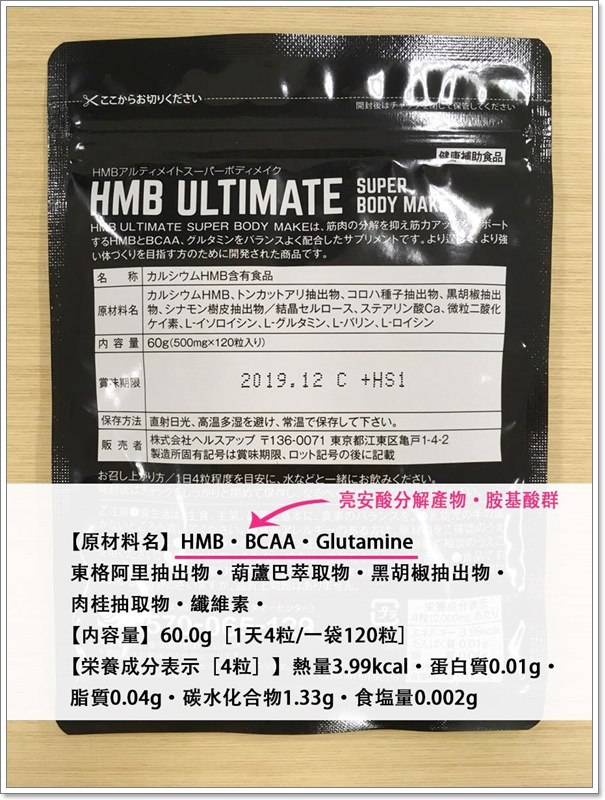 ここからお切りください
開封後はチャックを閉じて保管してください
健康補助食品
HMBアルティメイトスーパーボディメイク
HMB ULTIMATE SUPER
BODY MAKE
HMB ULTIMATE SUPER BODY MAKEは、筋肉の分解を抑え筋力アップをサポート
するHMBとBCAA、グルタミンをバランスよく配合したサプリメントです。より逞しく、より強
い体づくりを目指す方のために開発された商品です。
名 称 カルシウムHMB含有食品
原材料名 カルシウムHMB、トンカットアリ抽出物、コロハ種子抽出物、黒胡椒抽出
物、シナモン樹皮抽出物／結晶セルロース、ステアリン酸Ca、微粒二酸化
ケイ素、L-イソロイシン、L-グルタミン、L-バリン、L-ロイシン
内 容 量 60g(500mg×120粒入り)
賞味期限 2019.12 C +HS1
保存方法 直射日光、高温多湿を避け、常温で保存して下さい。
販 売 者 株式会社ヘルスアップ 〒136-0071 東京都江東区亀戸1-4-2
製造所固有記号は賞味期限、ロット記号の後に記載
お召し上がり方／1日4粒程度を目安に、水などと一緒にお飲みください。
亮安酸分解產物・胺基酸群
【原材料名】HMB・BCAA・Glutamine
東格阿里抽出物・葫蘆巴萃取物・黑胡椒抽出物・
肉桂抽取物・纖維素・
【内容量】60.0g［1天4粒/一袋120粒］
【栄養成分表示［4粒］】熱量3.99kcal・蛋白質0.01g・
脂質0.04g・碳水化合物1.33g・食塩量0.002g